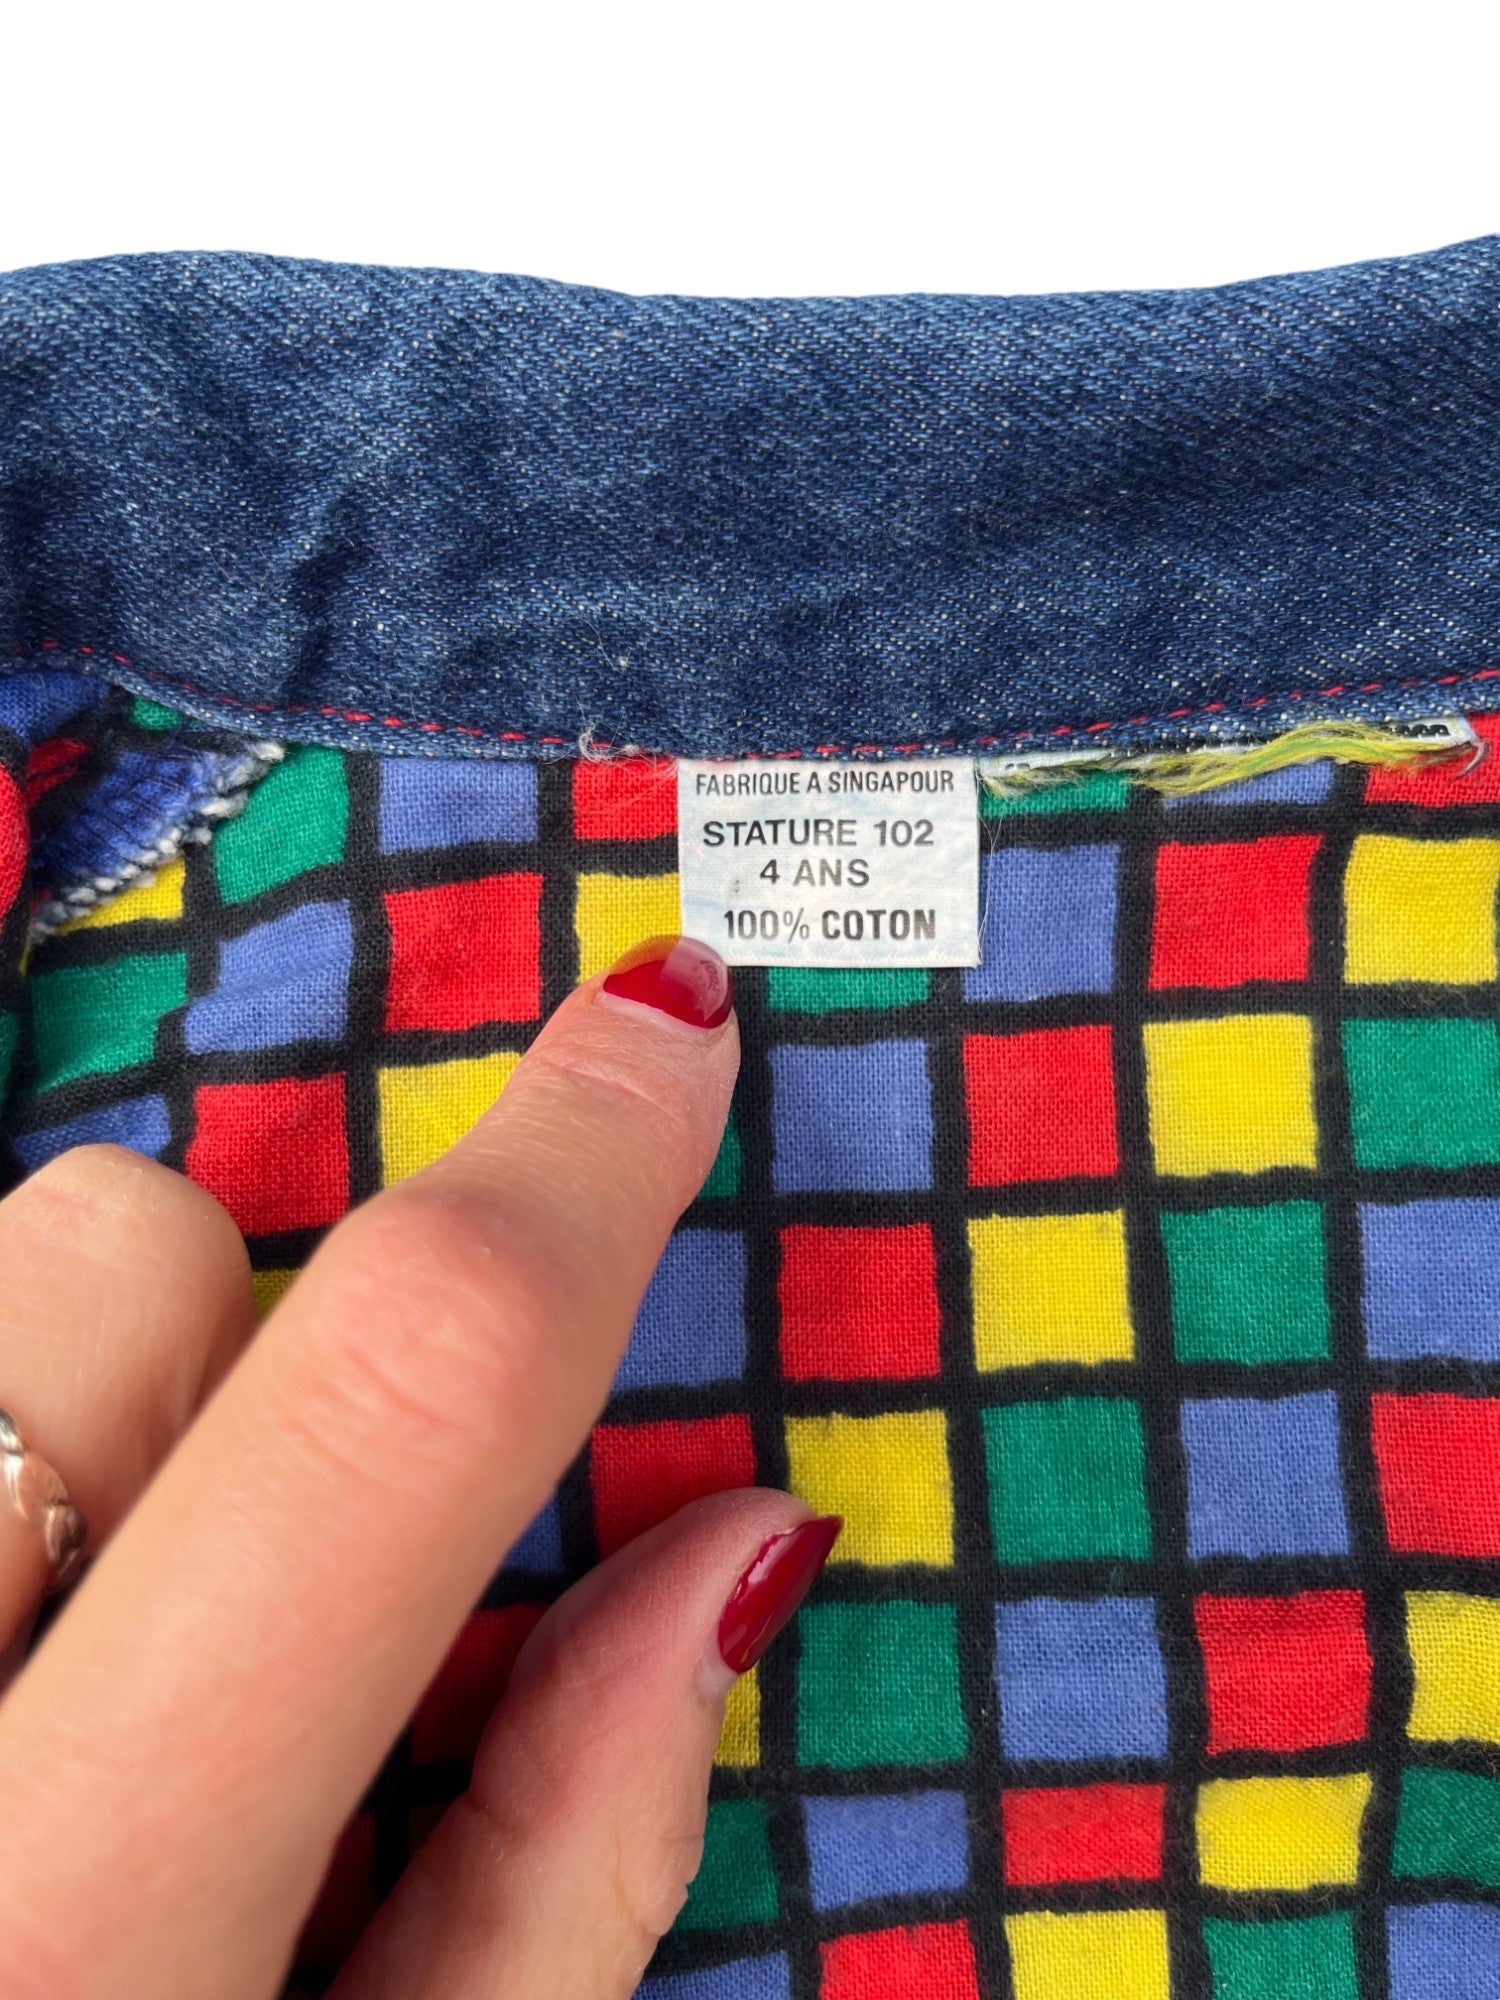 FABRIQUE A SINGAPOUR
STATURE 102
4 ANS
100% COTON